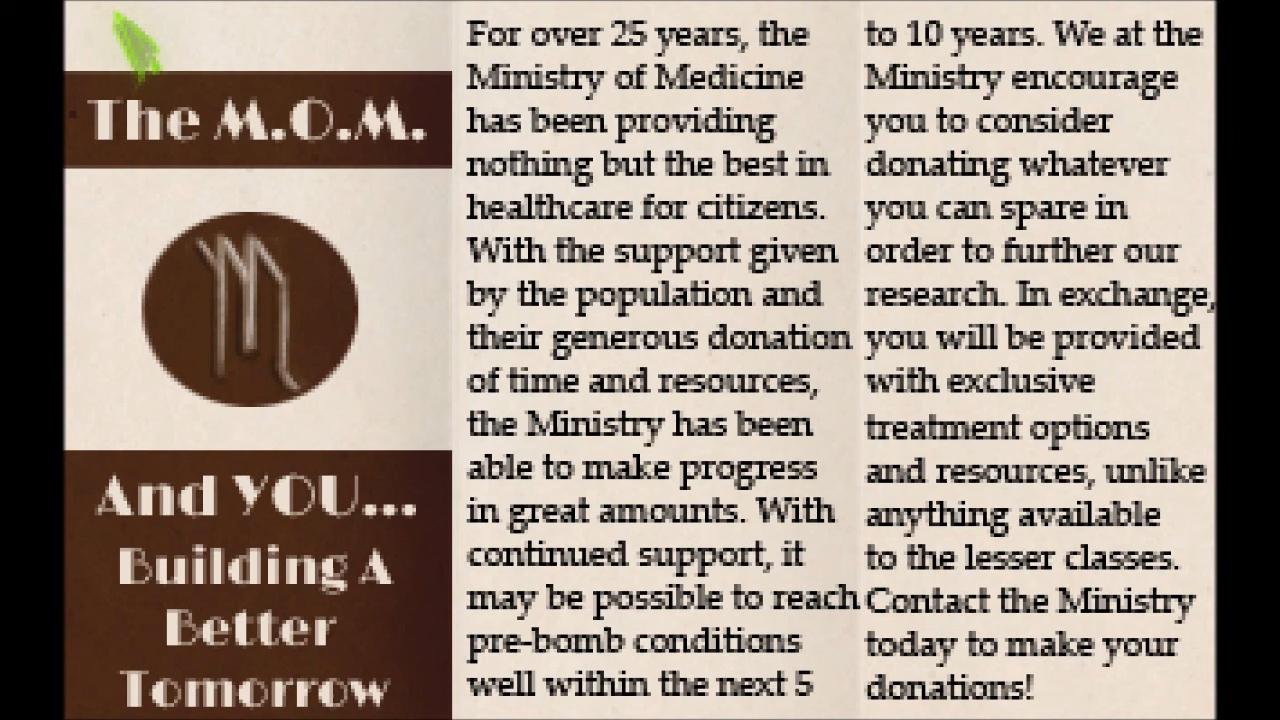 The M.O.M.
And YOU...
Building A
Better
Tomorrow
For over 25 years, the
Ministry of Medicine
has been providing
nothing but the best in
healthcare for citizens.
With the support given
by the population and
their generous donation
of time and resources,
the Ministry has been
able to make progress
in great amounts. With
continued support, it
may be possible to reach
pre-bomb conditions
well within the next 5
to 10 years. We at the
Ministry encourage
you to consider
donating whatever
you can spare in
order to further our
research. In exchange,
you will be provided
with exclusive
treatment options
and resources, unlike
anything available
to the lesser classes.
Contact the Ministry
today to make your
donations!